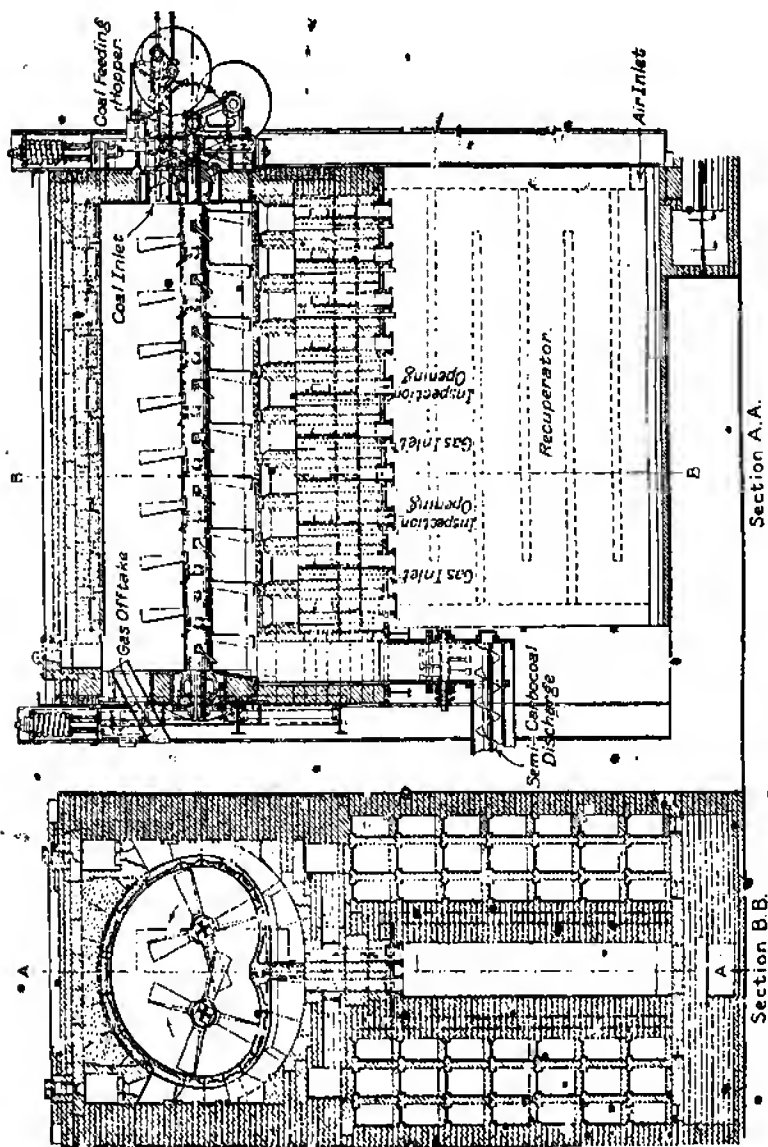 Coal Feeding
Hopper
Coal Inlet
Gas Offtake
B
Air Inlet
Inspection
Opening
Gas Inlet
Inspection
Opening
Gas Inlet
Recuperator
B
Semi-Carbocoal
Discharge
Section A.A.
A
A
Section B.B.